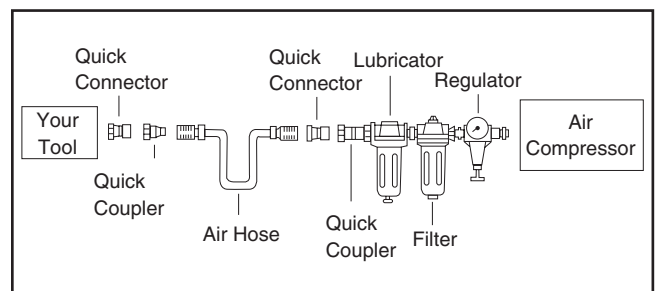 Quick
Connector
Quick
Connector
Lubricator
Regulator
Your
Tool
Air
Compressor
Quick
Coupler
Air Hose
Quick
Coupler
Filter